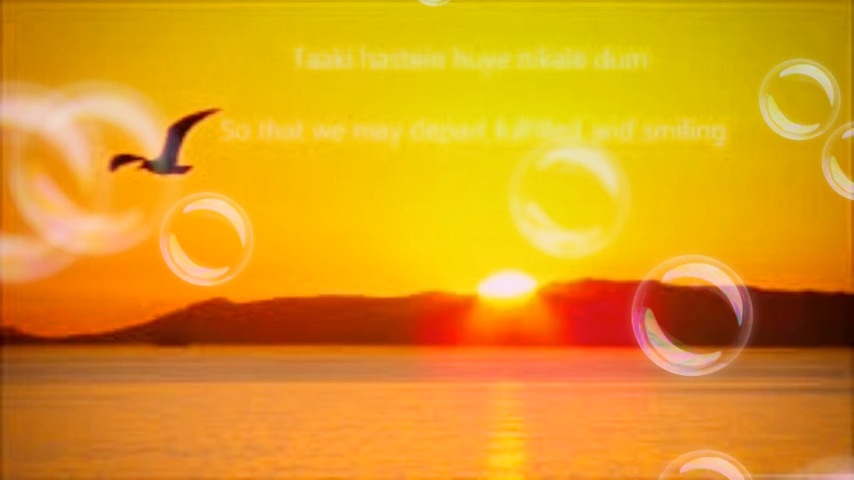 Taaki hastein huye nikale dum
So that we may depart fulfilled and smiling